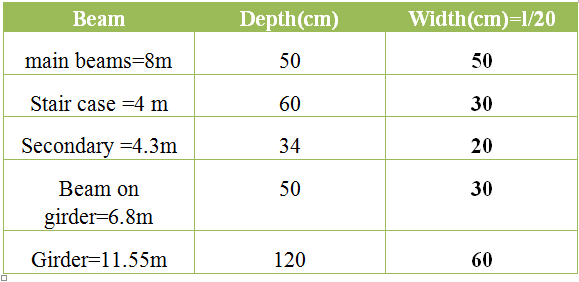 Beam Depth(cm) Width(cm)=l/20
main beams=8m 50 50
Stair case =4 m 60 30
Secondary =4.3m 34 20
Beam on 50 30
girder=6.8m
Girder=11.55m 120 60